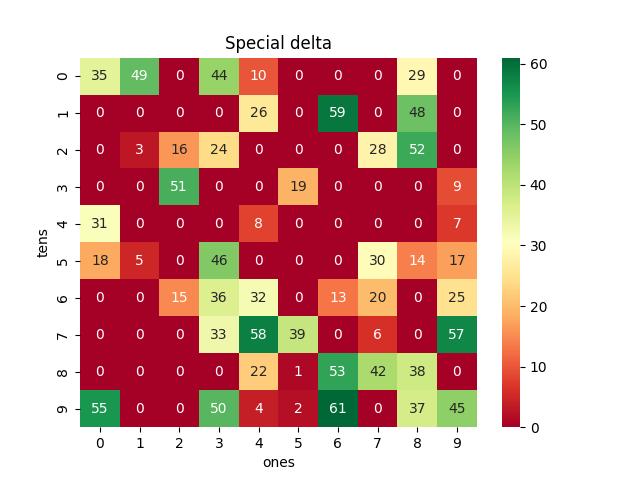 Special delta
0 35 49 0 44 10 0 0 0 29 0 60
1 0 0 0 0 26 0 59 0 48 0 50
2 0 3 16 24 0 0 0 28 52 0
3 0 0 51 0 0 19 0 0 0 9 40
4 31 0 0 0 8 0 0 0 0 7 30
tens
5 18 5 0 46 0 0 0 30 14 17
6 0 0 15 36 32 0 13 20 0 25 20
7 0 0 0 33 58 39 0 6 0 57
8 0 0 0 0 22 1 53 42 38 0 10
9 55 0 0 50 4 2 61 0 37 45 0
0 1 2 3 4 5 6 7 8 9
ones